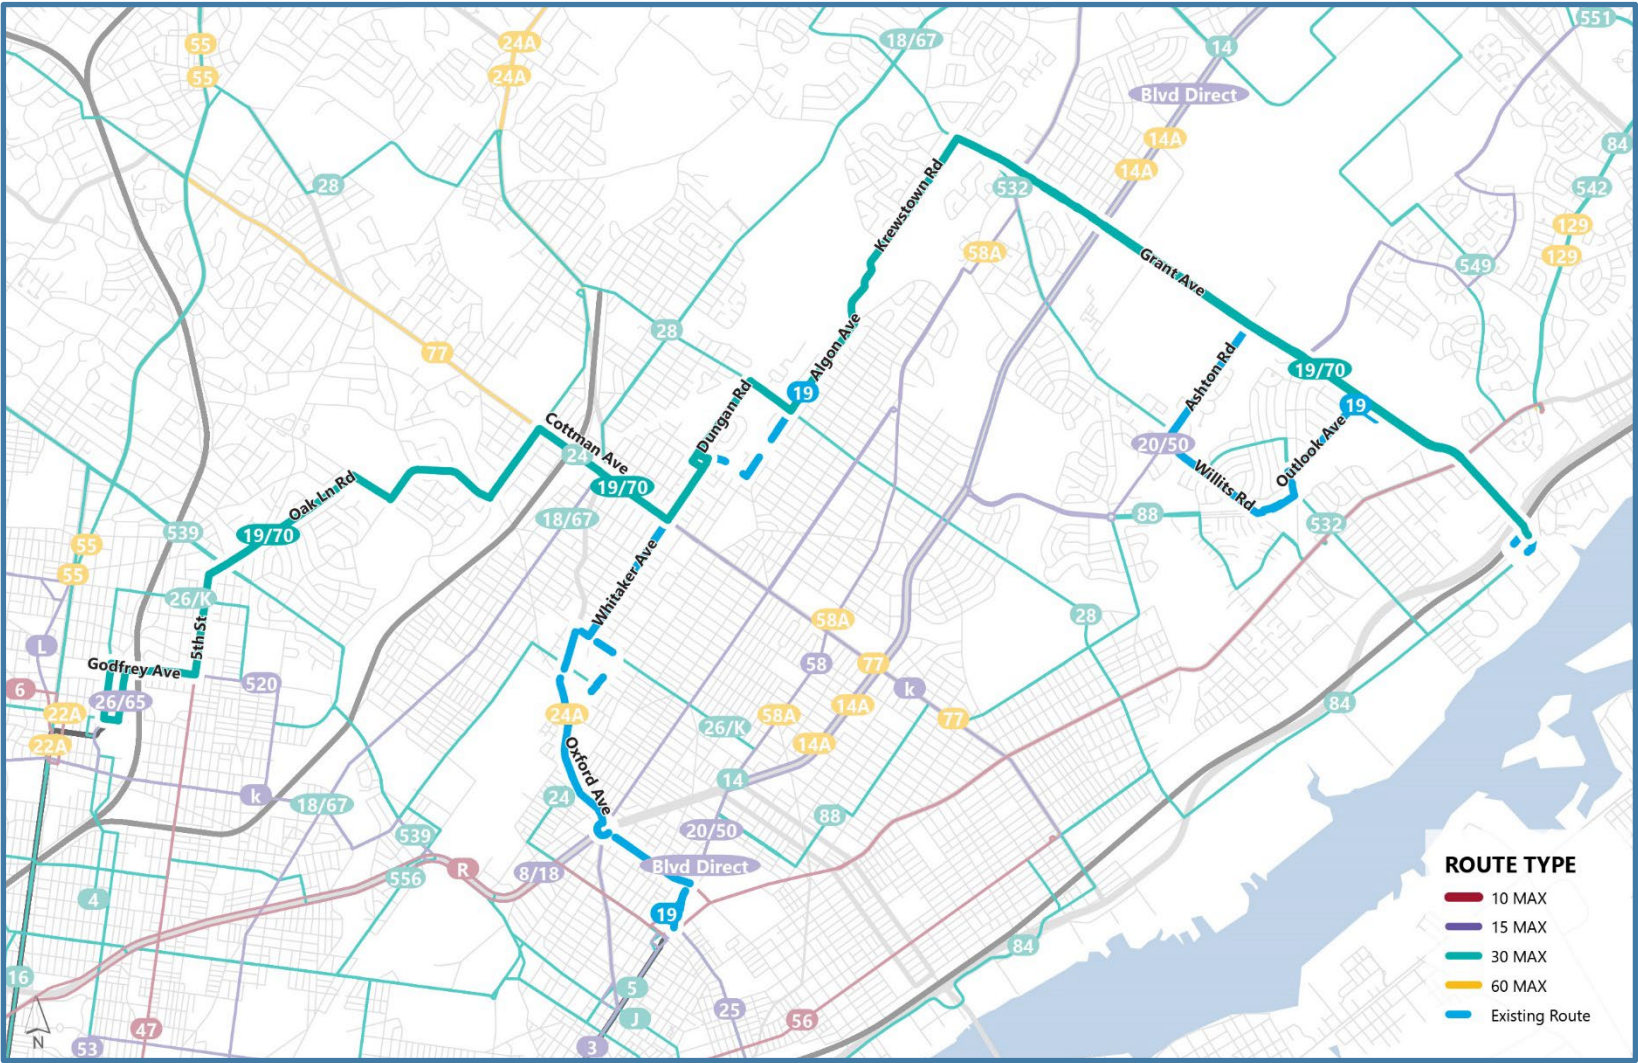 551
18/67
24A
55
14
24A
55
Blvd Direct
14A
84
14A
28
532
542
Krewstown Rd
129
58A
129
549
Grant Ave
28
77
Algon Ave
Ashton Rd
19/70
19
Dungan Rd
19
Cottman Ave
20/50
Outlook Ave
24
Willits Rd
19/70
Oak Ln Rd
88
18/67
532
539
19/70
55
55
Whitaker Ave
26/K
28
58A
5th St
L
58
77
Godfrey Ave
520
k
6
26/65
84
22A
24A
58A
14A
77
26/K
22A
14A
Oxford Ave
14
k
24
18/67
88
20/50
539
Blvd Direct
R
8/18
556
ROUTE TYPE
10 MAX
4
19
15 MAX
84
30 MAX
16
5
60 MAX
25
Existing Route
J
56
47
N
53
3